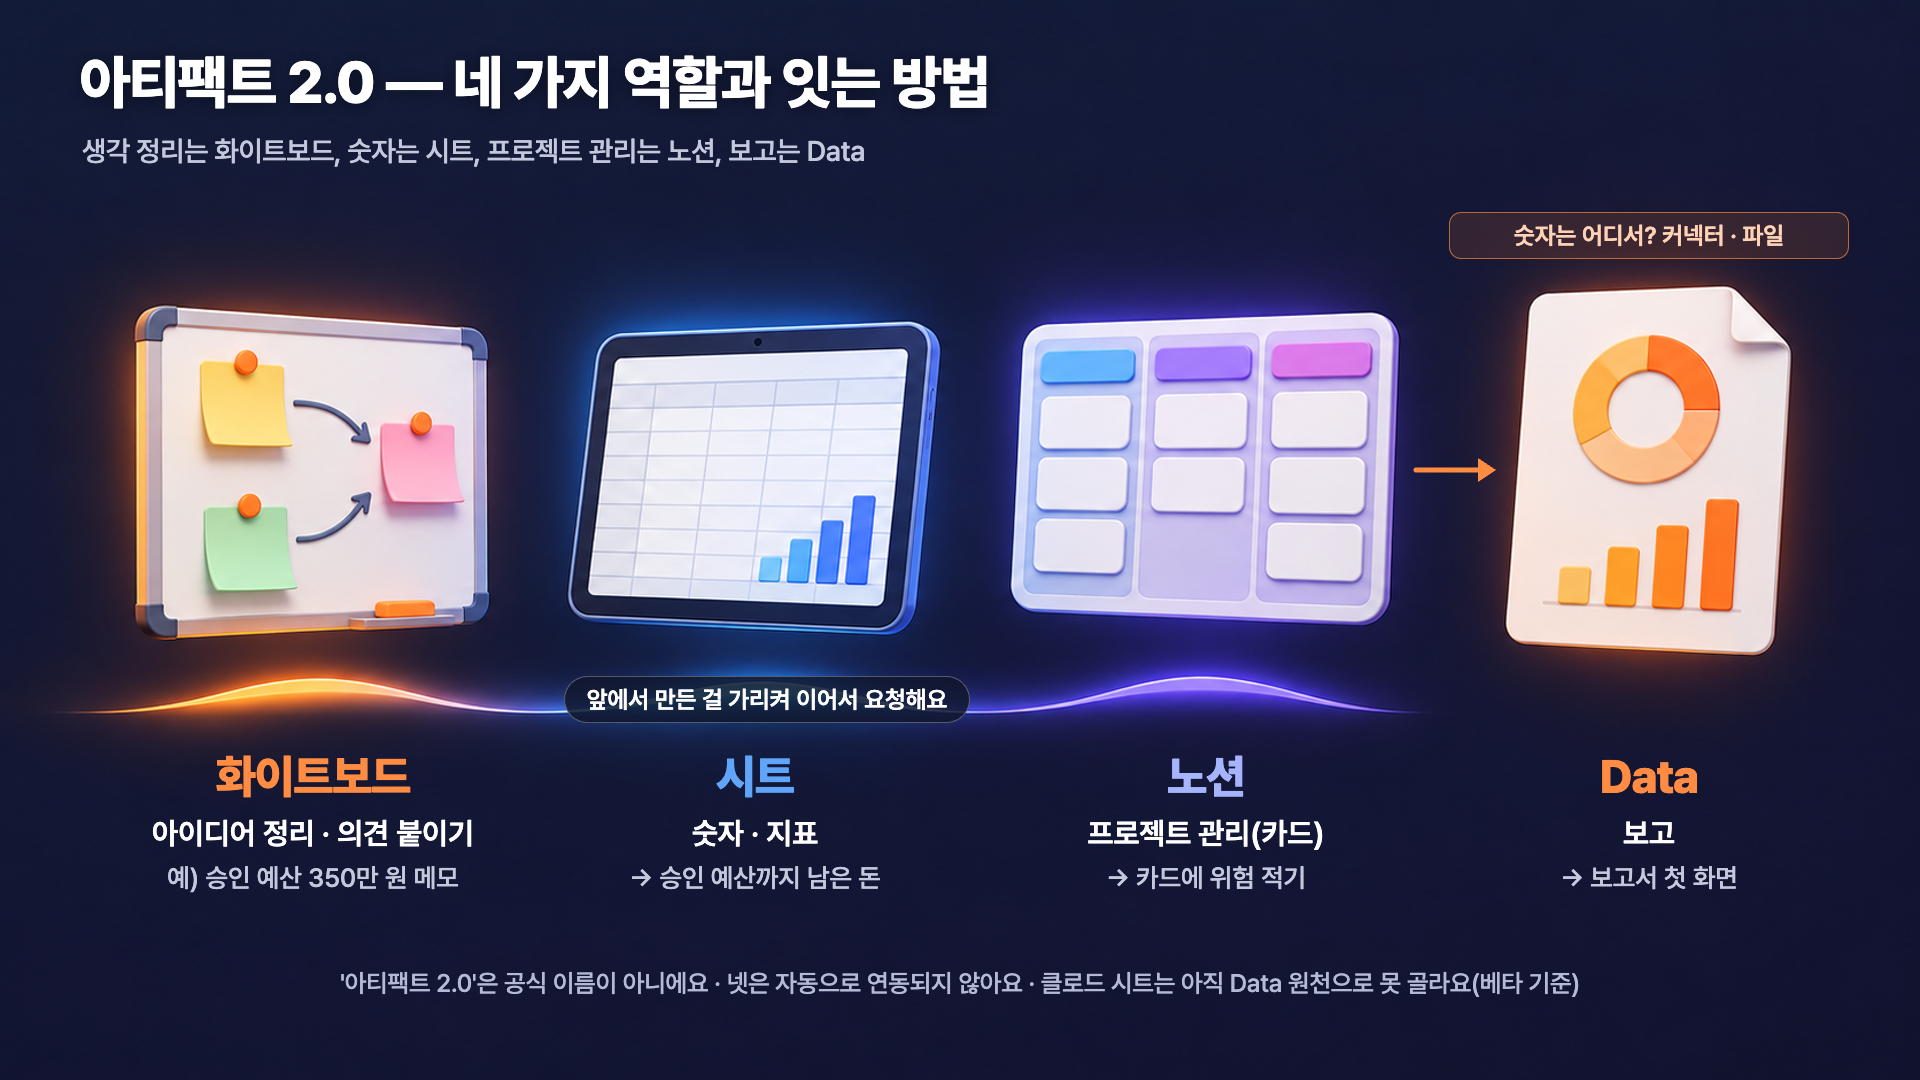 아티팩트 2.0 — 네 가지 역할과 잇는 방법
생각 정리는 화이트보드, 숫자는 시트, 프로젝트 관리는 노션, 보고는 Data
숫자는 어디서? 커넥터 · 파일
앞에서 만든 걸 가리켜 이어서 요청해요
화이트보드
아이디어 정리 · 의견 붙이기
예) 승인 예산 350만 원 메모
시트
숫자 · 지표
→ 승인 예산까지 남은 돈
노션
프로젝트 관리(카드)
→ 카드에 위험 적기
Data
보고
→ 보고서 첫 화면
'아티팩트 2.0'은 공식 이름이 아니에요 · 넷은 자동으로 연동되지 않아요 · 클로드 시트는 아직 Data 원천으로 못 골라요(베타 기준)